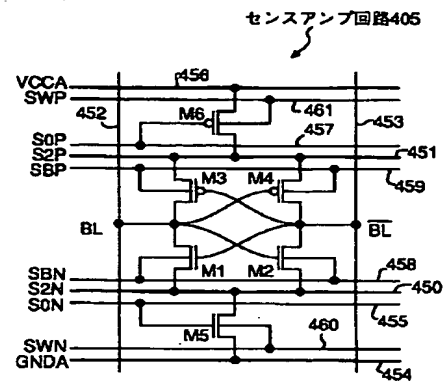 センスアンプ回路405
VCCA
SWP
456
452
M6
461
453
S0P
457
S2P
451
SBP
459
M3
M4
BL
BL
M1
M2
SBN
458
S2N
450
S0N
455
M5
460
SWN
GNDA
454